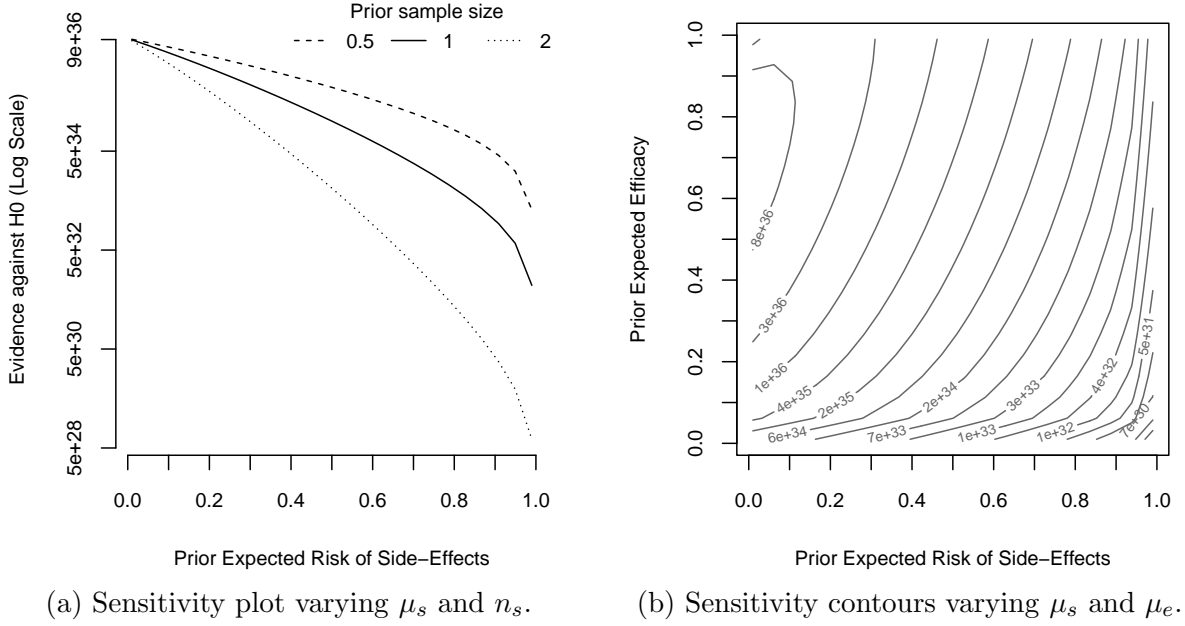 Prior sample size
0.5 1 2
Evidence against H0 (Log Scale)
9e+36
5e+34
5e+32
5e+30
5e+28
0.0 0.2 0.4 0.6 0.8 1.0
Prior Expected Risk of Side−Effects
(a) Sensitivity plot varying μs and ns.
Prior Expected Efficacy
1.0
0.8
0.6
0.4
0.2
0.0
8e+36
3e+36
1e+36
4e+35
2e+35
2e+34
3e+33
4e+32
5e+31
6e+34
7e+33
1e+33
1e+32
7e+30
0.0 0.2 0.4 0.6 0.8 1.0
Prior Expected Risk of Side−Effects
(b) Sensitivity contours varying μs and μe.